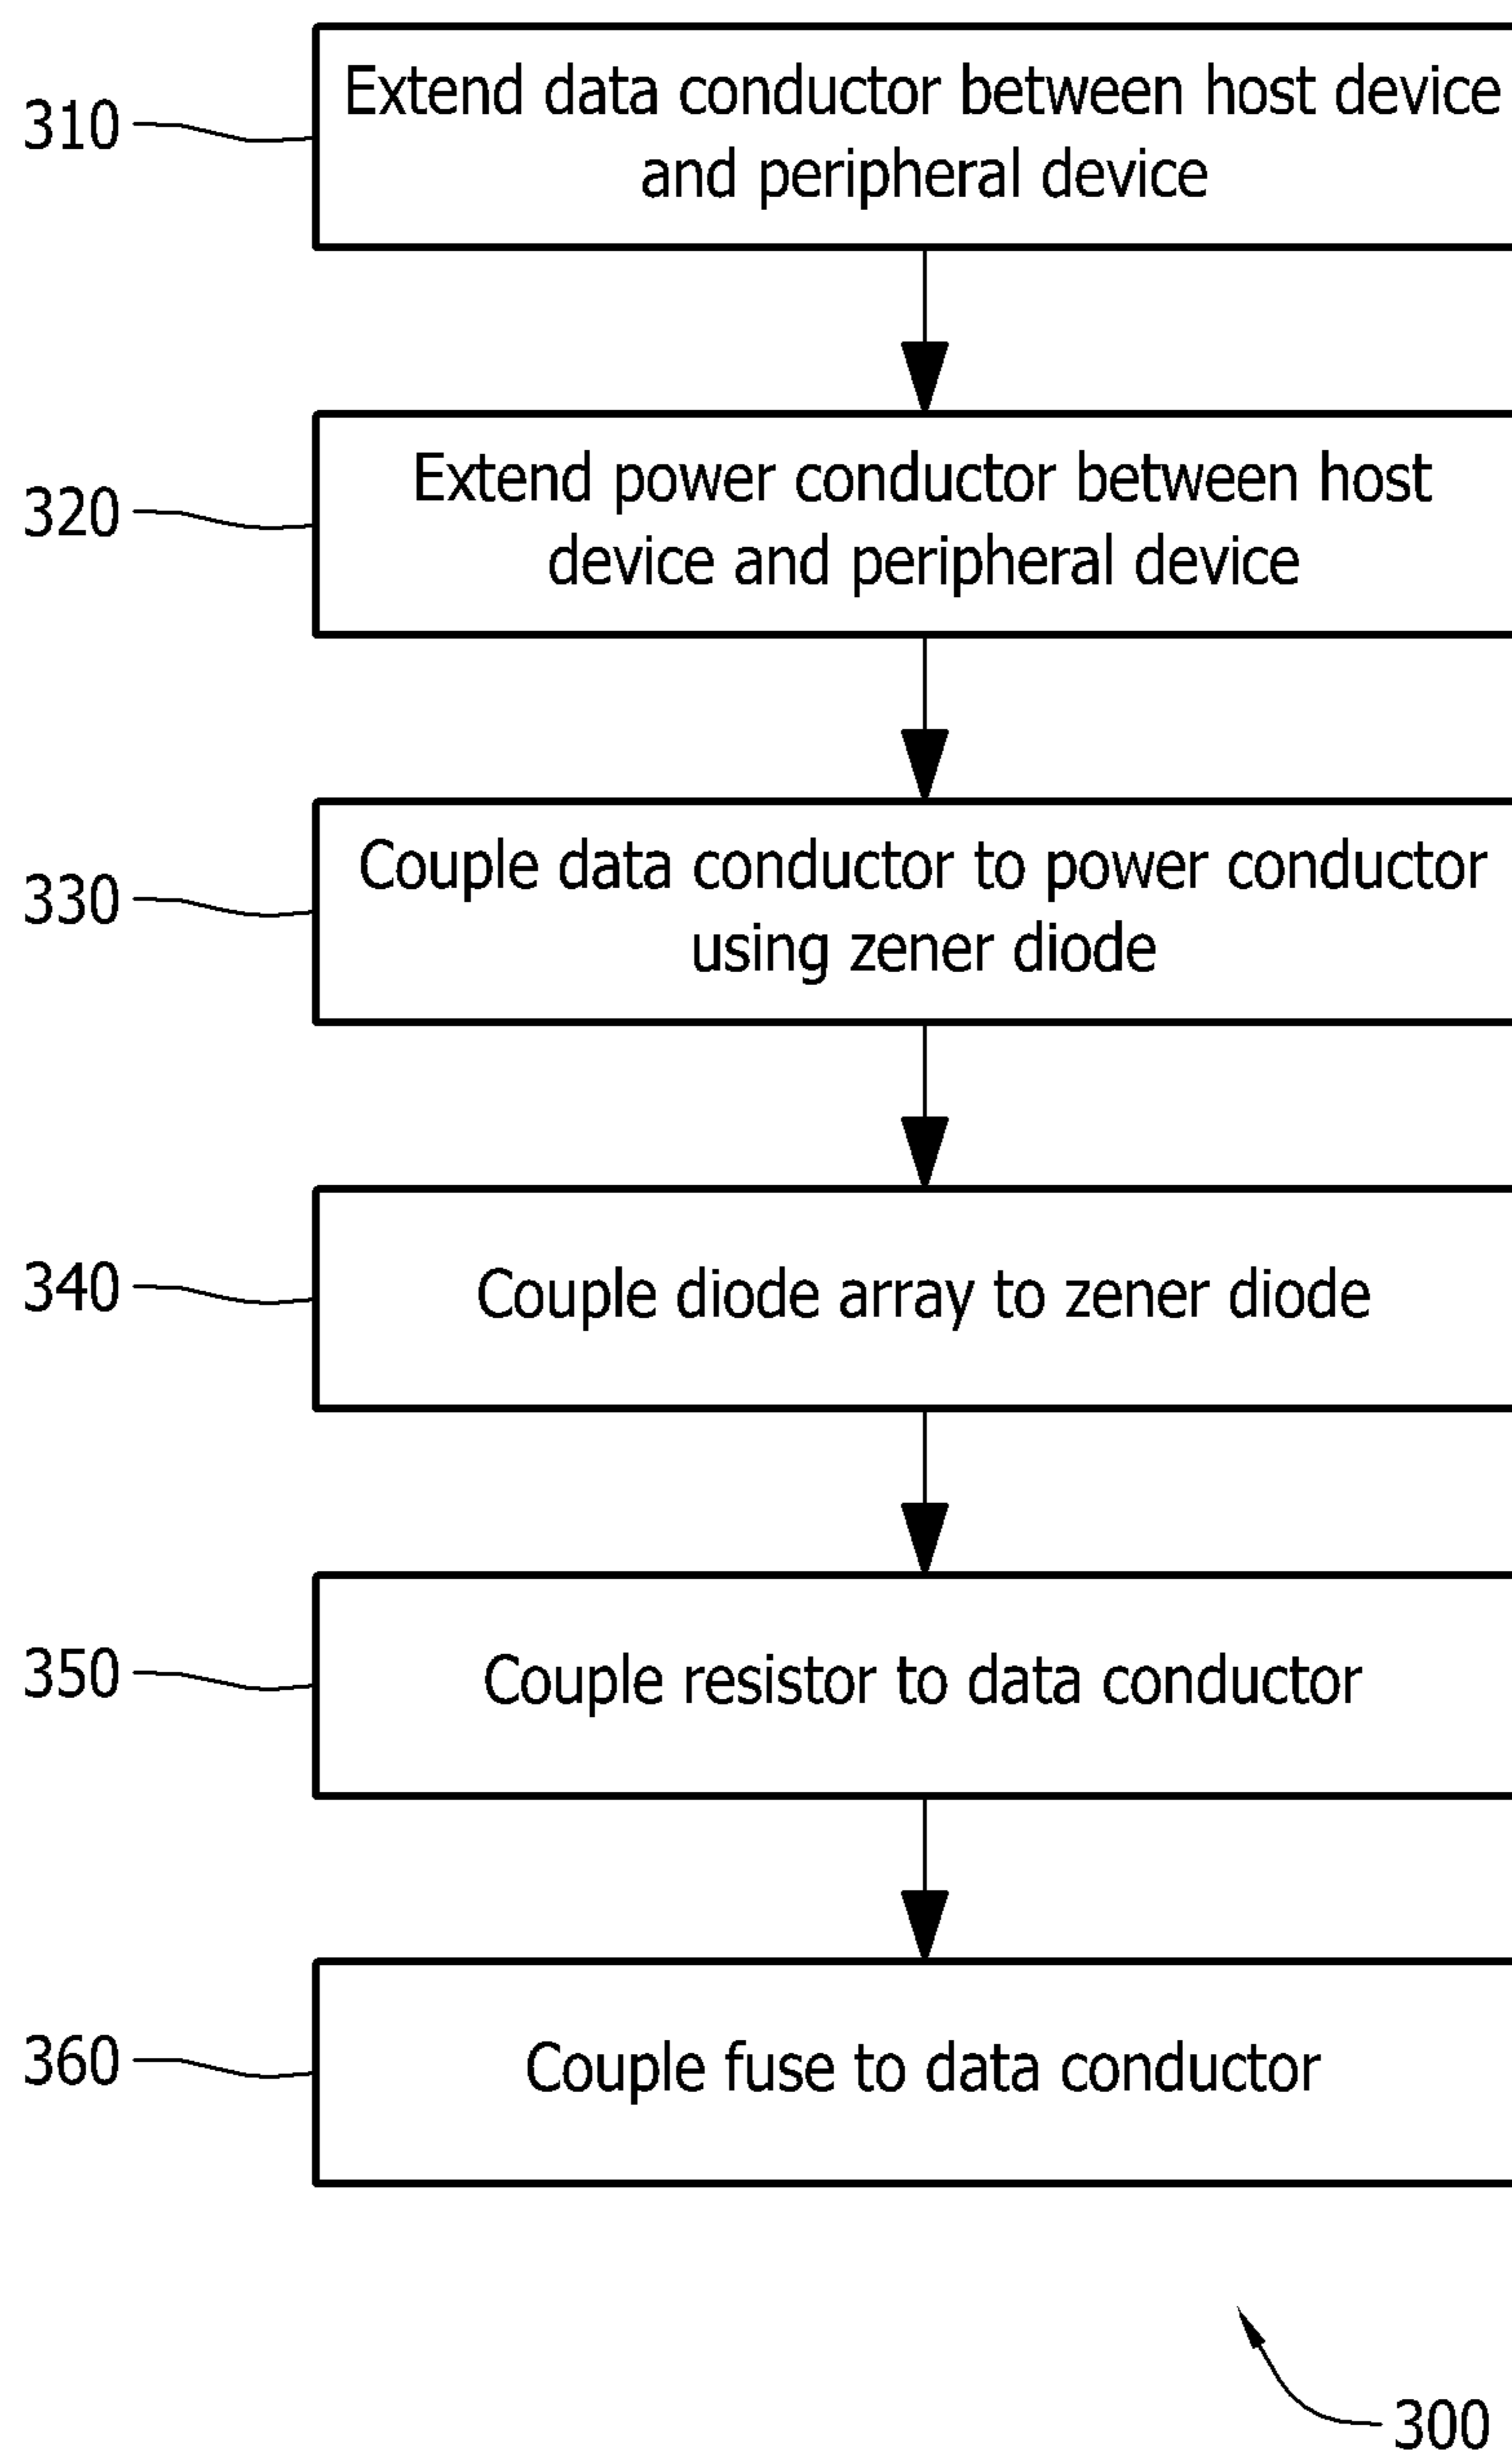 310
Extend data conductor between host device
and peripheral device
320
Extend power conductor between host
device and peripheral device
330
Couple data conductor to power conductor
using zener diode
340
Couple diode array to zener diode
350
Couple resistor to data conductor
360
Couple fuse to data conductor
300